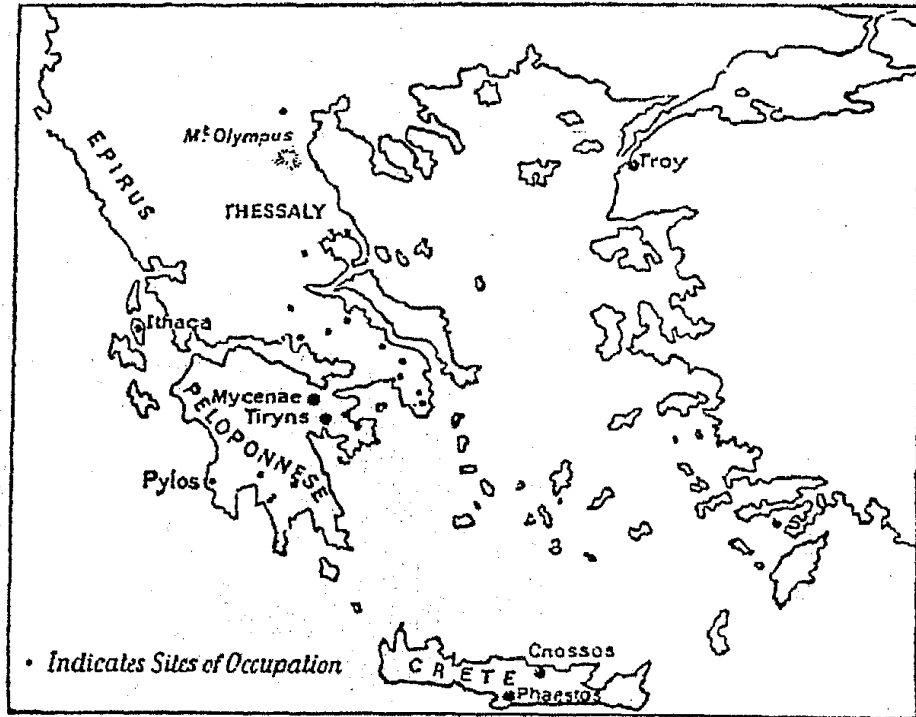 Mt. Olympus
EPIRUS
Troy
THESSALY
Ithaca
Mycenae
Tiryns
PELOPONNESE
Pylos
Cnossos
• Indicates Sites of Occupation
CRETE
Phaestos